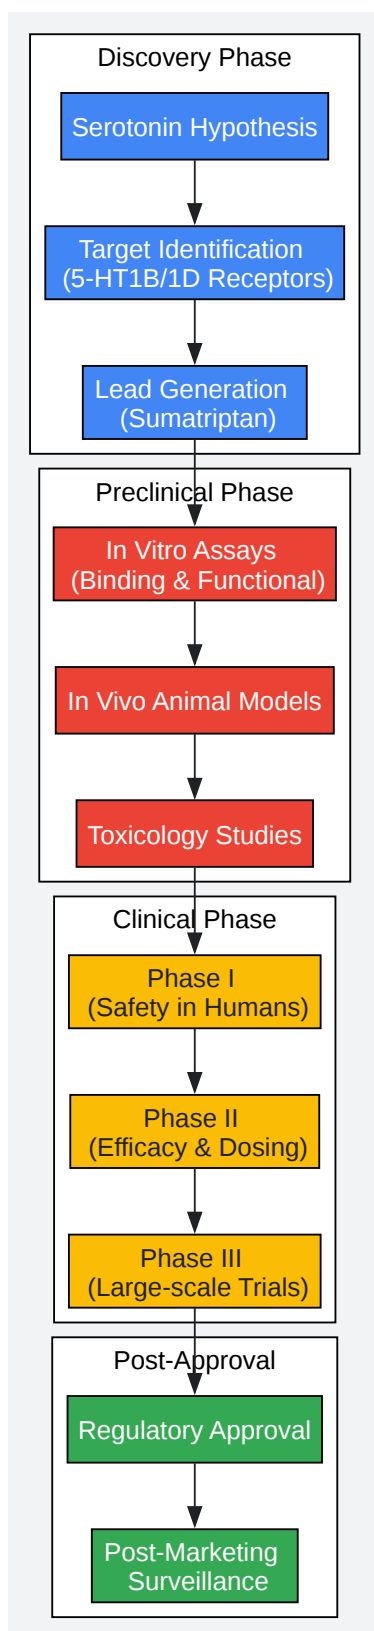 Discovery Phase
Serotonin Hypothesis
Target Identification
(5-HT1B/1D Receptors)
Lead Generation
(Sumatriptan)
Preclinical Phase
In Vitro Assays
(Binding & Functional)
In Vivo Animal Models
Toxicology Studies
Clinical Phase
Phase I
(Safety in Humans)
Phase II
(Efficacy & Dosing)
Phase III
(Large-scale Trials)
Post-Approval
Regulatory Approval
Post-Marketing
Surveillance